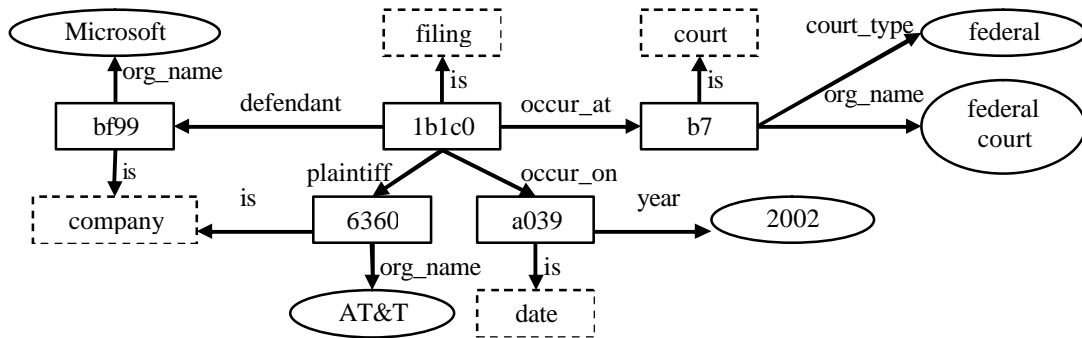 Microsoft
filing
court
court_type
federal
org_name
is
is
org_name
defendant
occur_at
bf99
1b1c0
b7
federal
court
is
plaintiff
occur_on
company
is
6360
a039
year
2002
org_name
is
AT&T
date